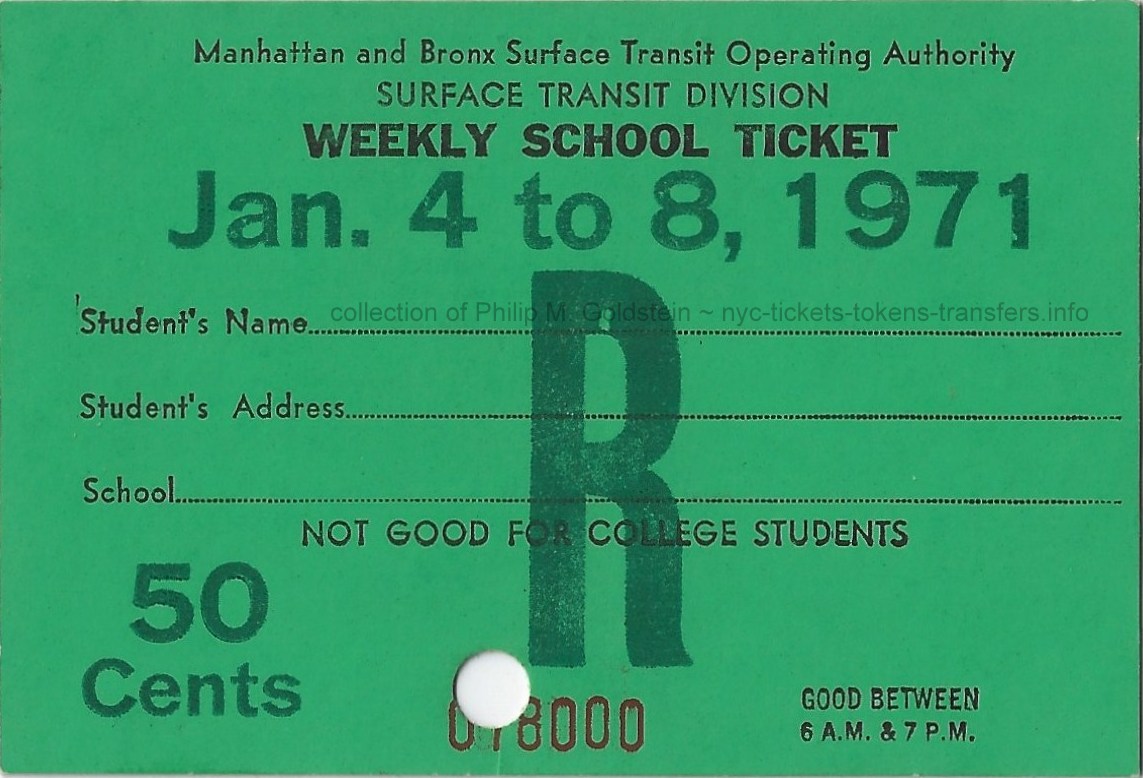 Manhattan and Bronx Surface Transit Operating Authority
SURFACE TRANSIT DIVISION
WEEKLY SCHOOL TICKET
Jan. 4 to 8, 1971
Student's Name
collection of Philip M. Goldstein ~ nyc-tickets-tokens-transfers.info
Student's Address
School
R
NOT GOOD FOR COLLEGE STUDENTS
50
Cents
GOOD BETWEEN
6 A.M. & 7 P.M.